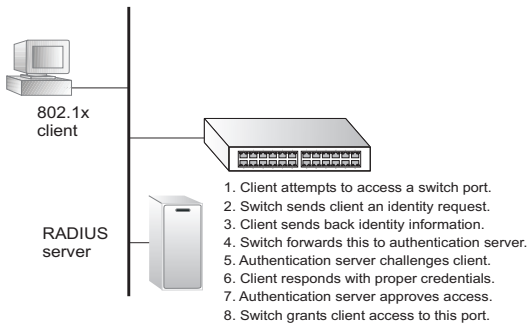 802.1x
client
1. Client attempts to access a switch port.
2. Switch sends client an identity request.
3. Client sends back identity information.
4. Switch forwards this to authentication server.
5. Authentication server challenges client.
6. Client responds with proper credentials.
7. Authentication server approves access.
8. Switch grants client access to this port.
RADIUS
server